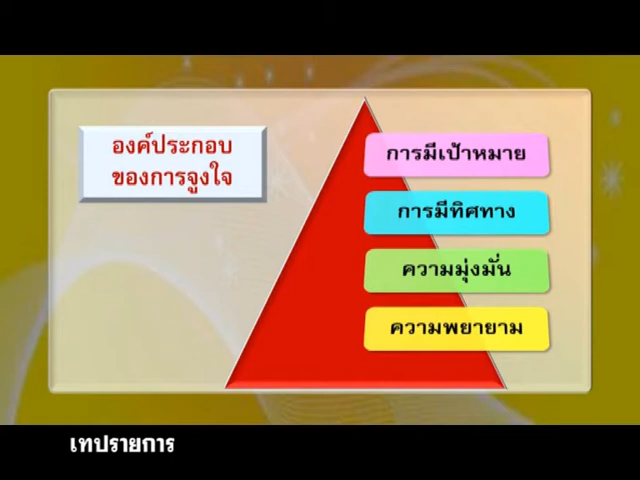 องค์ประกอบ
ของการจูงใจ
การมีเป้าหมาย
การมีทิศทาง
ความมุ่งมั่น
ความพยายาม
เทปรายการ